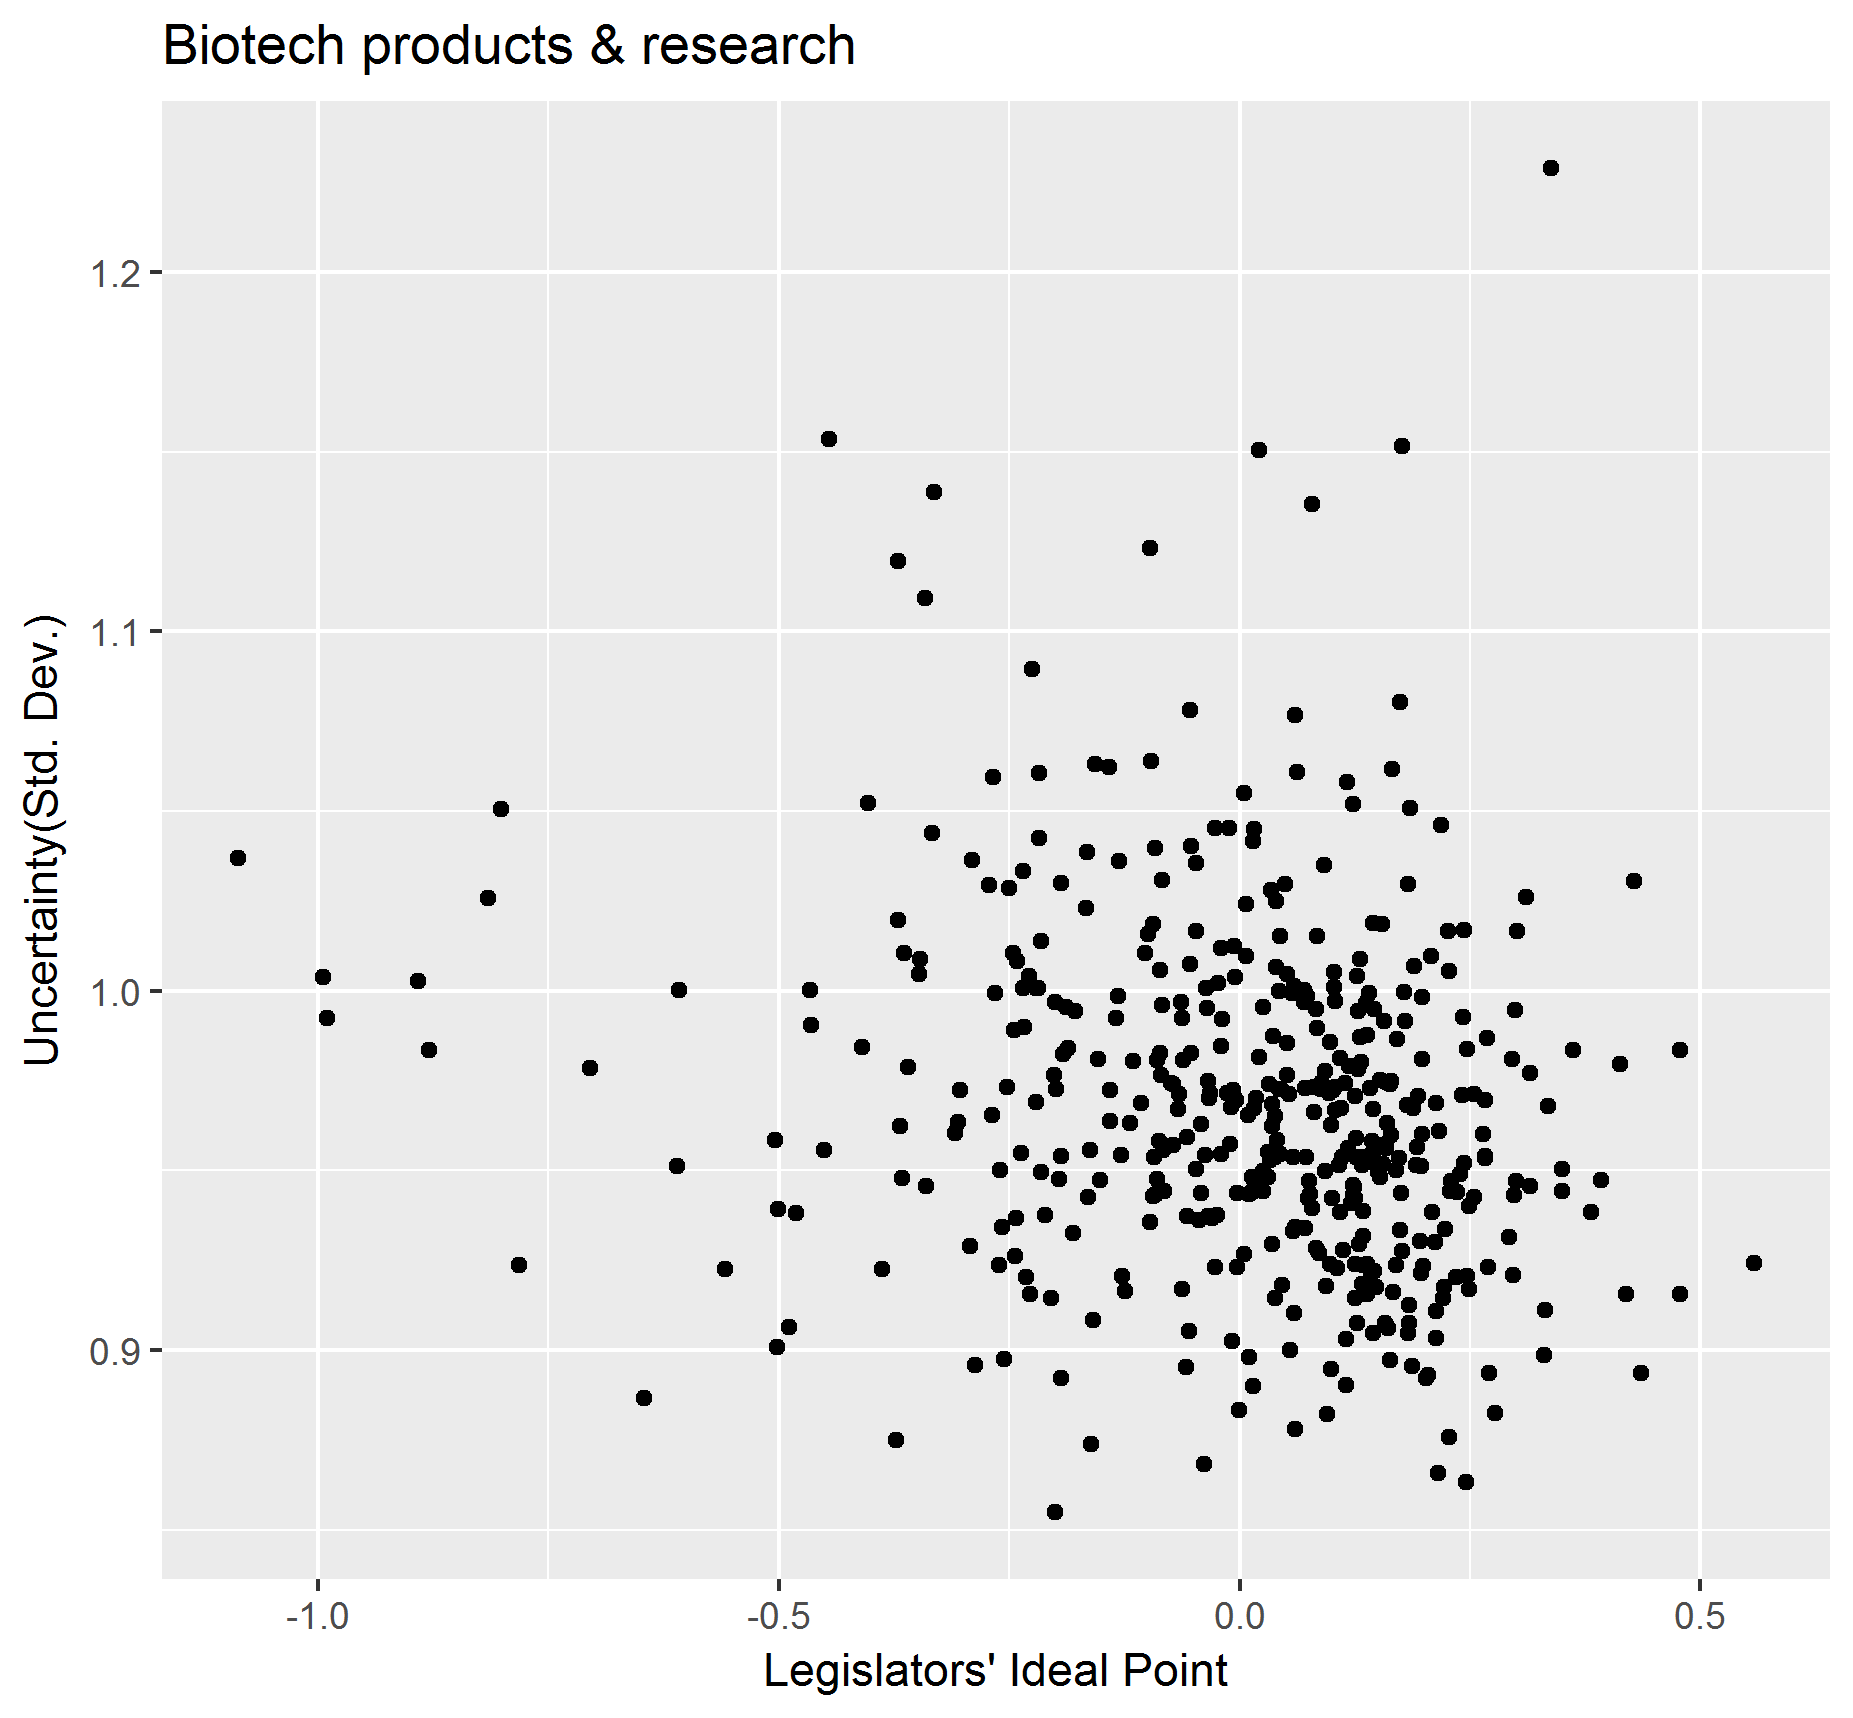 Biotech products & research
Uncertainty(Std. Dev.)
1.2
1.1
1.0
0.9
-1.0
-0.5
0.0
0.5
Legislators' Ideal Point